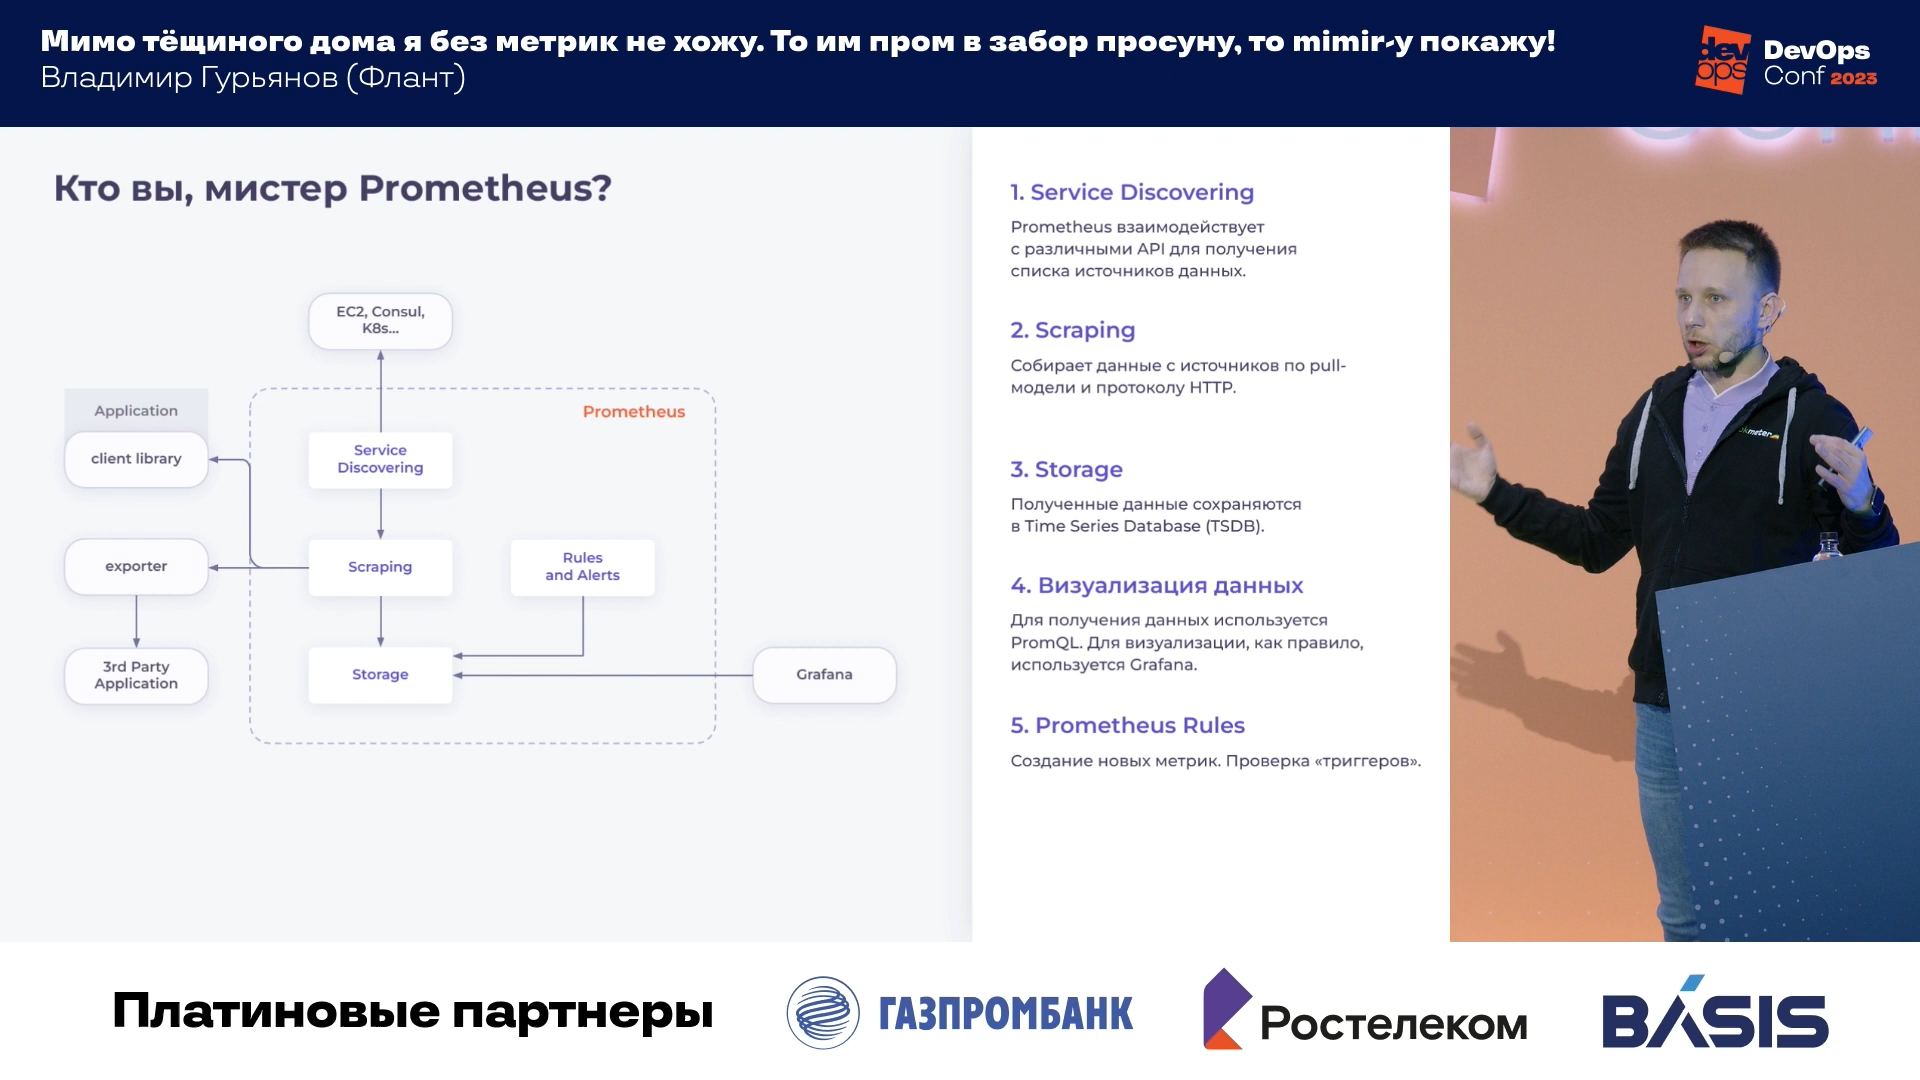 Мимо тёщиного дома я без метрик не хожу. То им пром в забор просуну, то mimir-у покажу!
Владимир Гурьянов (Флант)
dev
ops
DevOps
Conf 2023
Кто вы, мистер Prometheus?
EC2, Consul,
K8s...
Application
client library
exporter
3rd Party
Application
Prometheus
Service
Discovering
Scraping
Rules
and Alerts
Storage
Grafana
1. Service Discovering
Prometheus взаимодействует
с различными API для получения
списка источников данных.
2. Scraping
Собирает данные с источников по pull-
модели и протоколу HTTP.
3. Storage
Полученные данные сохраняются
в Time Series Database (TSDB).
4. Визуализация данных
Для получения данных используется
PromQL. Для визуализации, как правило,
используется Grafana.
5. Prometheus Rules
Создание новых метрик. Проверка «триггеров».
Платиновые партнеры
ГАЗПРОМБАНК
Ростелеком
BASIS